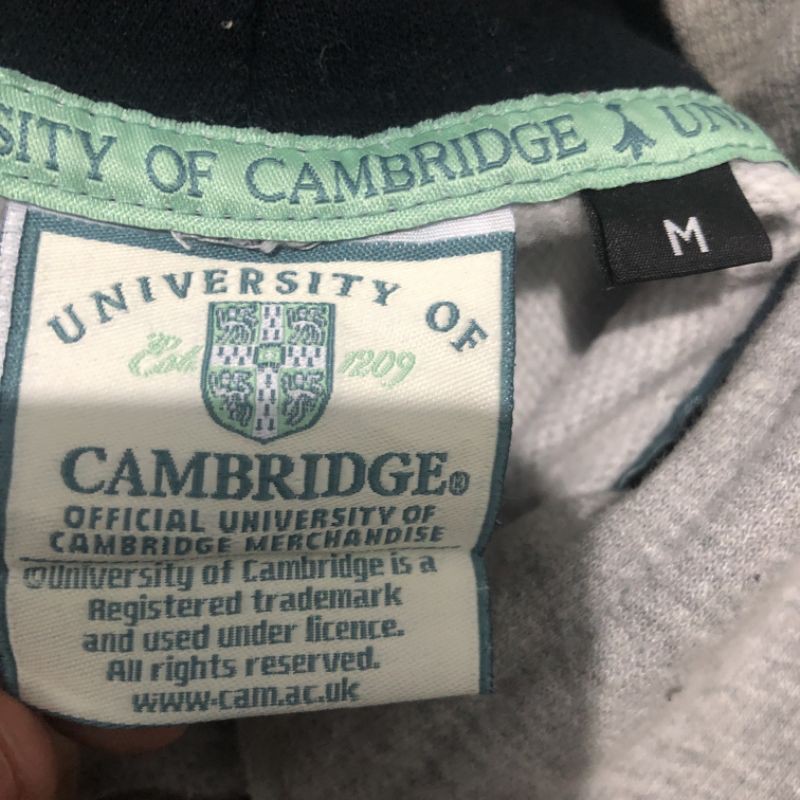 SITY OF CAMBRIDGE UNI
M
UNIVERSITY OF
Est. 1209
CAMBRIDGE®
OFFICIAL UNIVERSITY OF
CAMBRIDGE MERCHANDISE
©University of Cambridge is a
Registered trademark
and used under licence.
All rights reserved.
www.cam.ac.uk